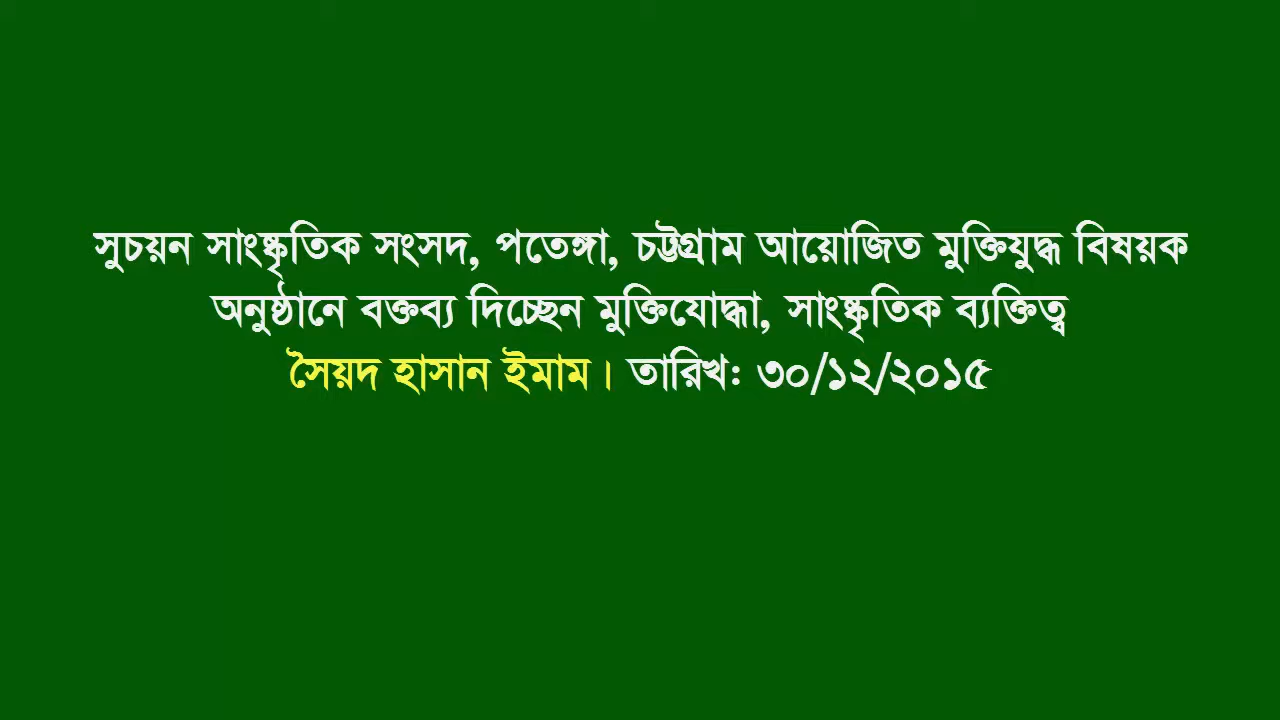 সুচয়ন সাংষ্কৃতিক সংসদ, পতেঙ্গা, চট্টগ্রাম আয়োজিত মুক্তিযুদ্ধ বিষয়ক
অনুষ্ঠানে বক্তব্য দিচ্ছেন মুক্তিযোদ্ধা, সাংষ্কৃতিক ব্যক্তিত্ব
সৈয়দ হাসান ইমাম। তারিখ: ৩০/১২/২০১৫